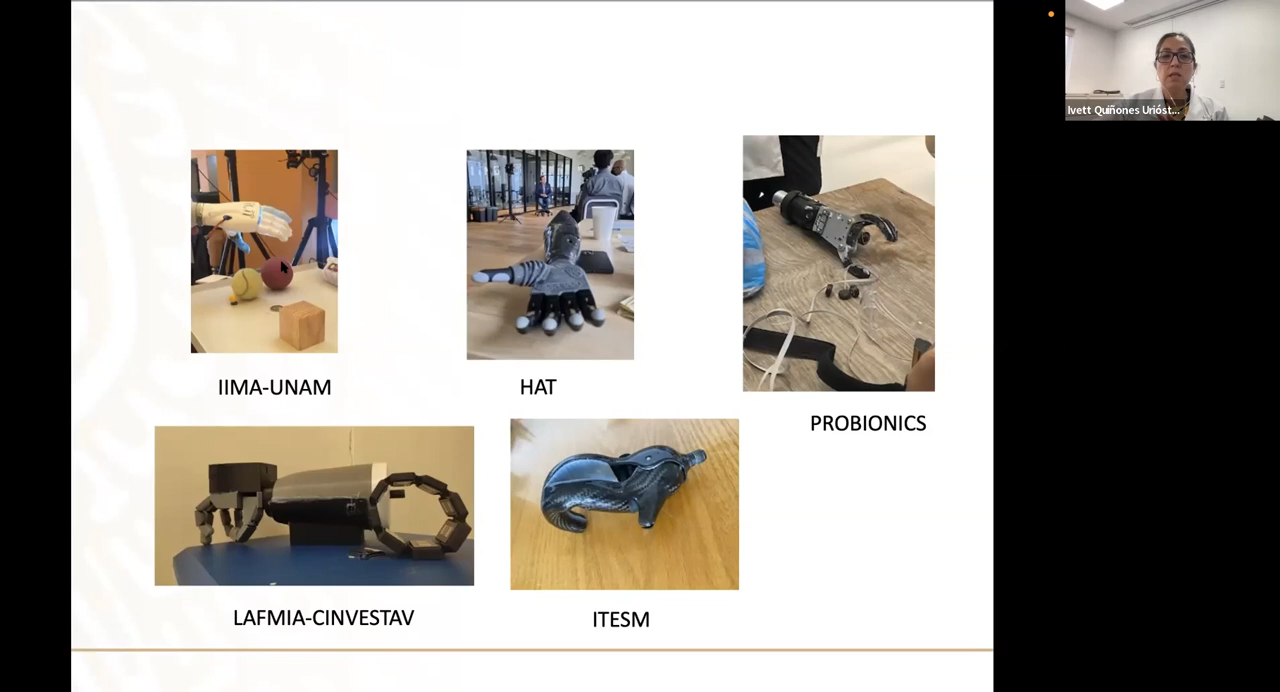 Ivett Quiñones Urióst...
IIMA-UNAM
HAT
PROBIONICS
LAFMIA-CINVESTAV
ITESM